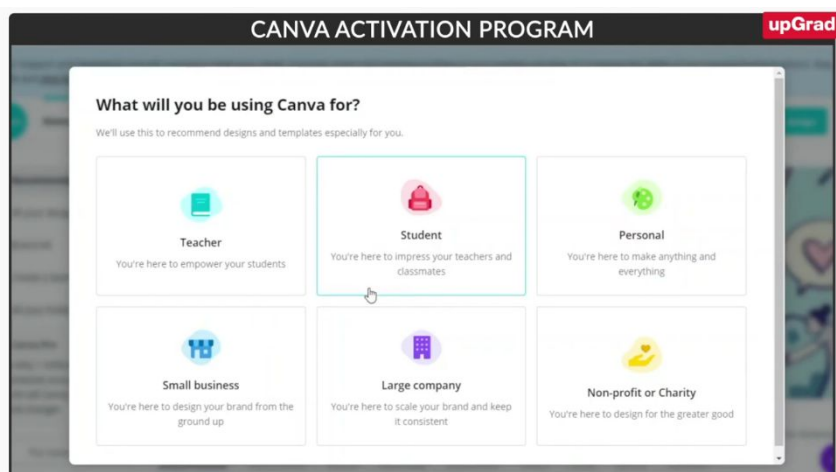 CANVA ACTIVATION PROGRAM
upGrad
What will you be using Canva for?
We'll use this to recommend designs and templates especially for you.
Teacher
You're here to empower your students
Student
You're here to impress your teachers and
classmates
Personal
You're here to make anything and
everything
Small business
You're here to design your brand from the
ground up
Large company
You're here to scale your brand and keep
it consistent
Non-profit or Charity
You're here to design for the greater good